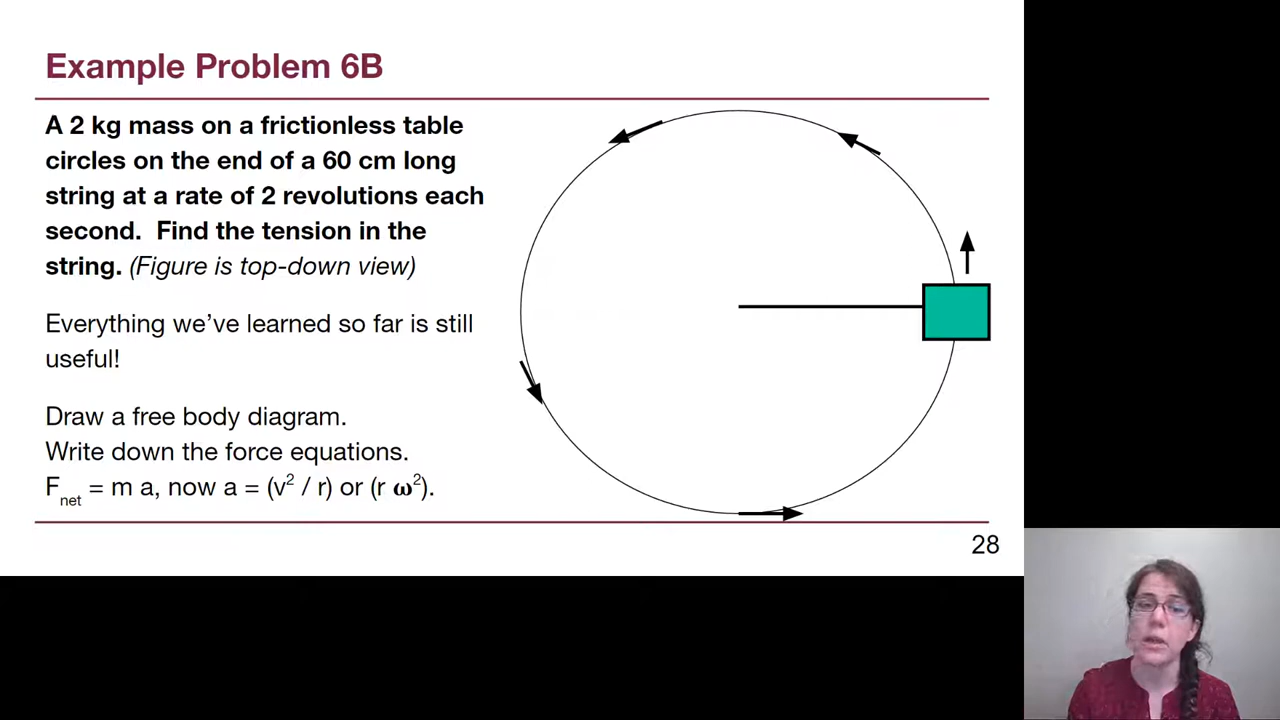 Example Problem 6B
A 2 kg mass on a frictionless table
circles on the end of a 60 cm long
string at a rate of 2 revolutions each
second.  Find the tension in the
string. (Figure is top-down view)
Everything we’ve learned so far is still
useful!
Draw a free body diagram.
Write down the force equations.
Fnet = m a, now a = (v² / r) or (r ω²).
28